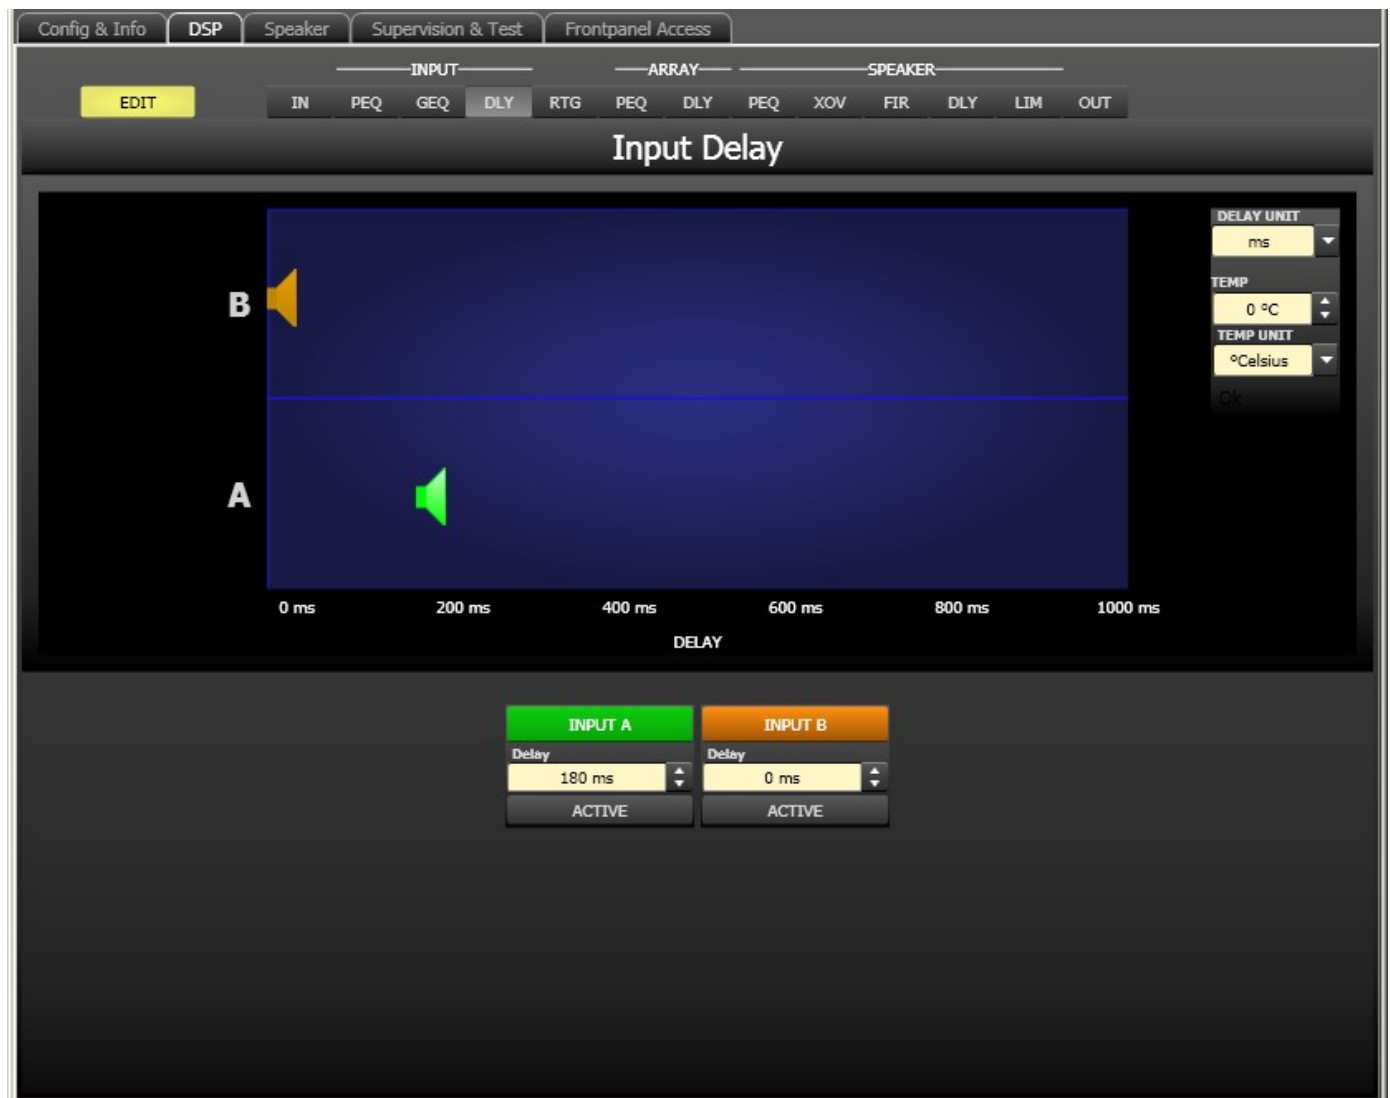 Config & Info DSP Speaker Supervision & Test Frontpanel Access
INPUT ARRAY SPEAKER
EDIT IN PEQ GEQ DLY RTG PEQ DLY PEQ XOV FIR DLY LIM OUT
Input Delay
DELAY UNIT
ms
TEMP
0 ºC
TEMP UNIT
ºCelsius
Ok
B
A
0 ms 200 ms 400 ms 600 ms 800 ms 1000 ms
DELAY
INPUT A INPUT B
Delay Delay
180 ms 0 ms
ACTIVE ACTIVE